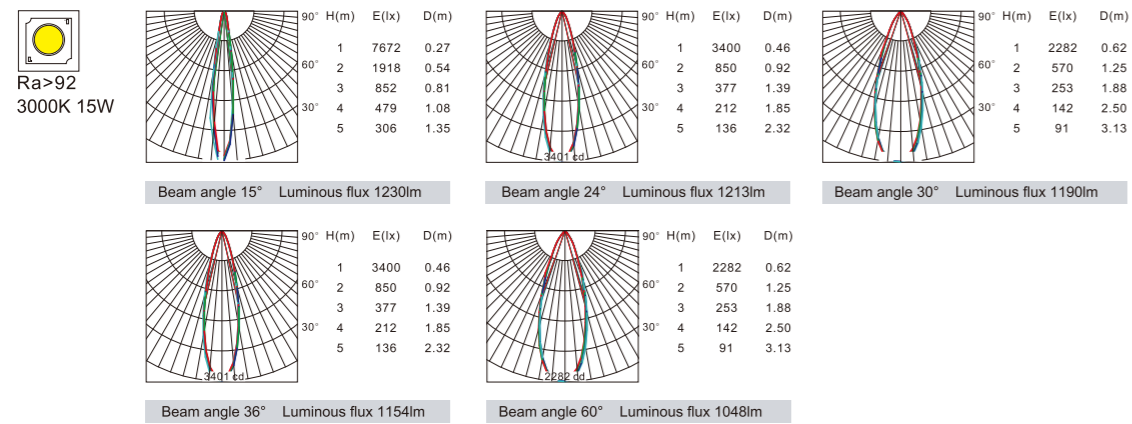 Ra>92
3000K 15W
90° H(m) E(lx) D(m)
1 7672 0.27
60° 2 1918 0.54
3 852 0.81
30° 4 479 1.08
5 306 1.35
Beam angle 15° Luminous flux 1230lm
90° H(m) E(lx) D(m)
1 3400 0.46
60° 2 850 0.92
3 377 1.39
30° 4 212 1.85
5 136 2.32
3401 cd
Beam angle 24° Luminous flux 1213lm
90° H(m) E(lx) D(m)
1 2282 0.62
60° 2 570 1.25
3 253 1.88
30° 4 142 2.50
5 91 3.13
Beam angle 30° Luminous flux 1190lm
90° H(m) E(lx) D(m)
1 3400 0.46
60° 2 850 0.92
3 377 1.39
30° 4 212 1.85
5 136 2.32
3401 cd
Beam angle 36° Luminous flux 1154lm
90° H(m) E(lx) D(m)
1 2282 0.62
60° 2 570 1.25
3 253 1.88
30° 4 142 2.50
5 91 3.13
2282 cd
Beam angle 60° Luminous flux 1048lm